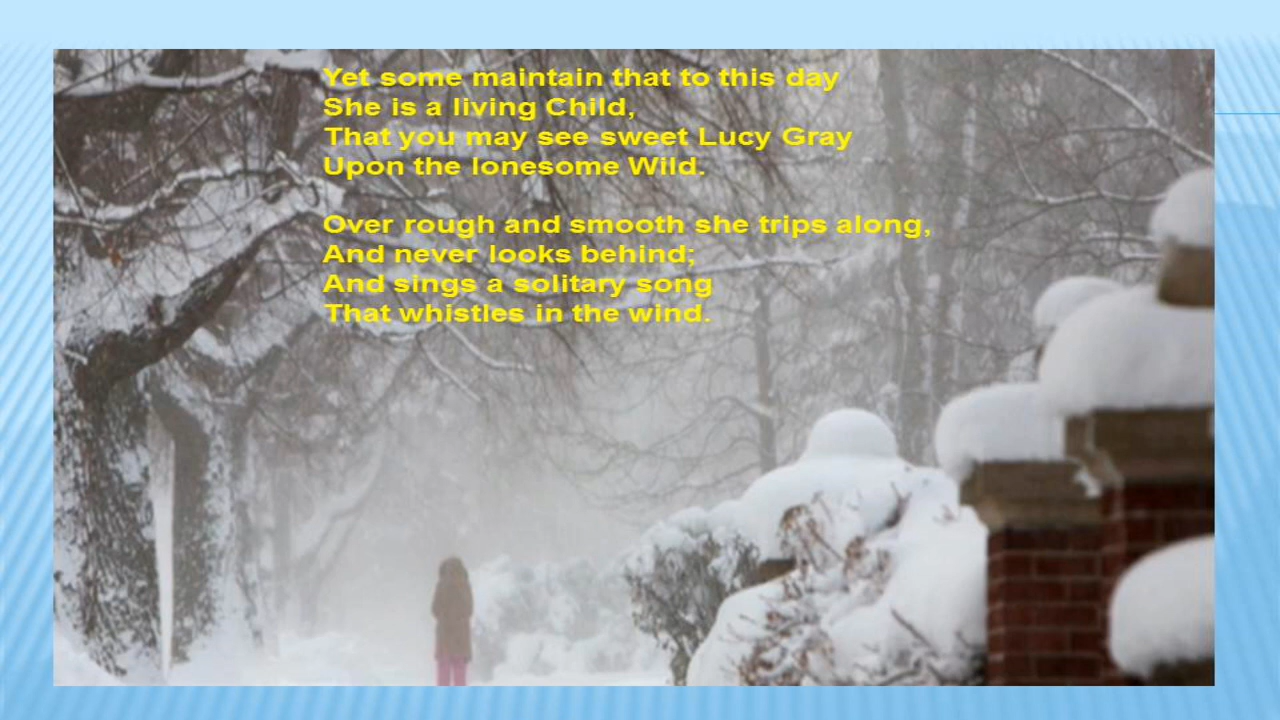 Yet some maintain that to this day
She is a living Child,
That you may see sweet Lucy Gray
Upon the lonesome Wild.
Over rough and smooth she trips along,
And never looks behind;
And sings a solitary song
That whistles in the wind.